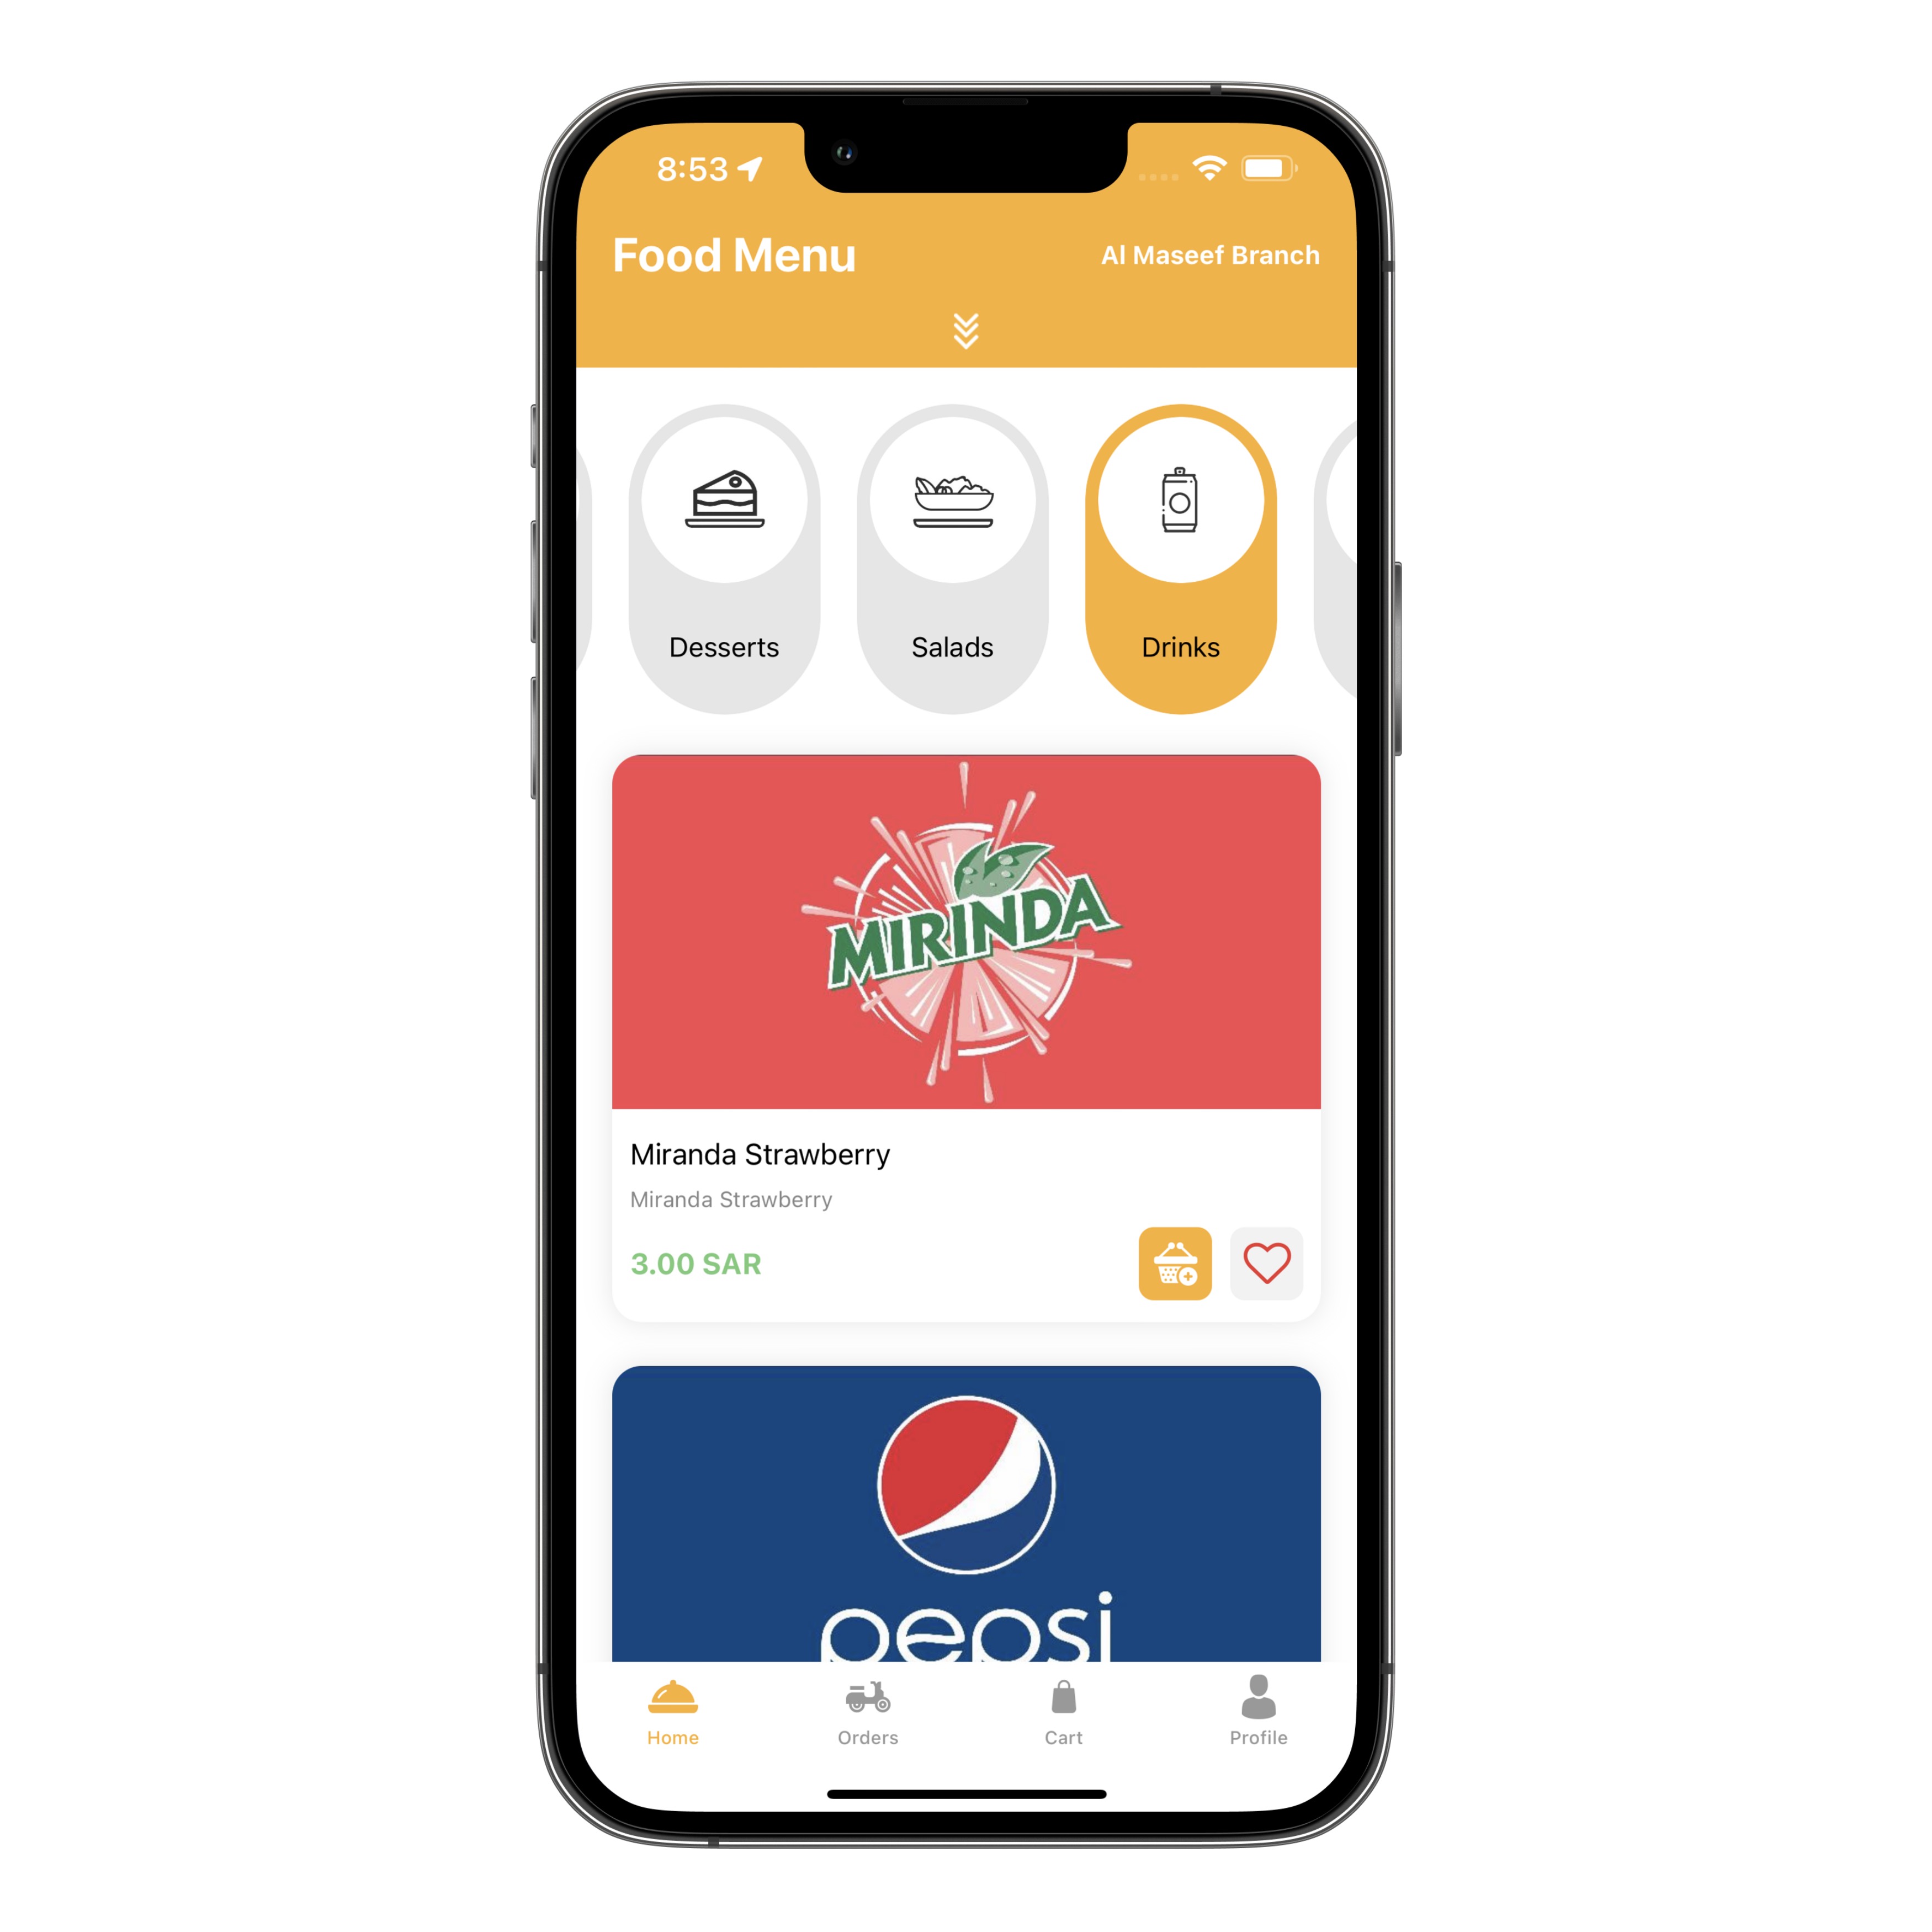 8:53
Food Menu
Al Maseef Branch
Desserts
Salads
Drinks
MIRINDA
Miranda Strawberry
Miranda Strawberry
3.00 SAR
pepsi
Home
Orders
Cart
Profile